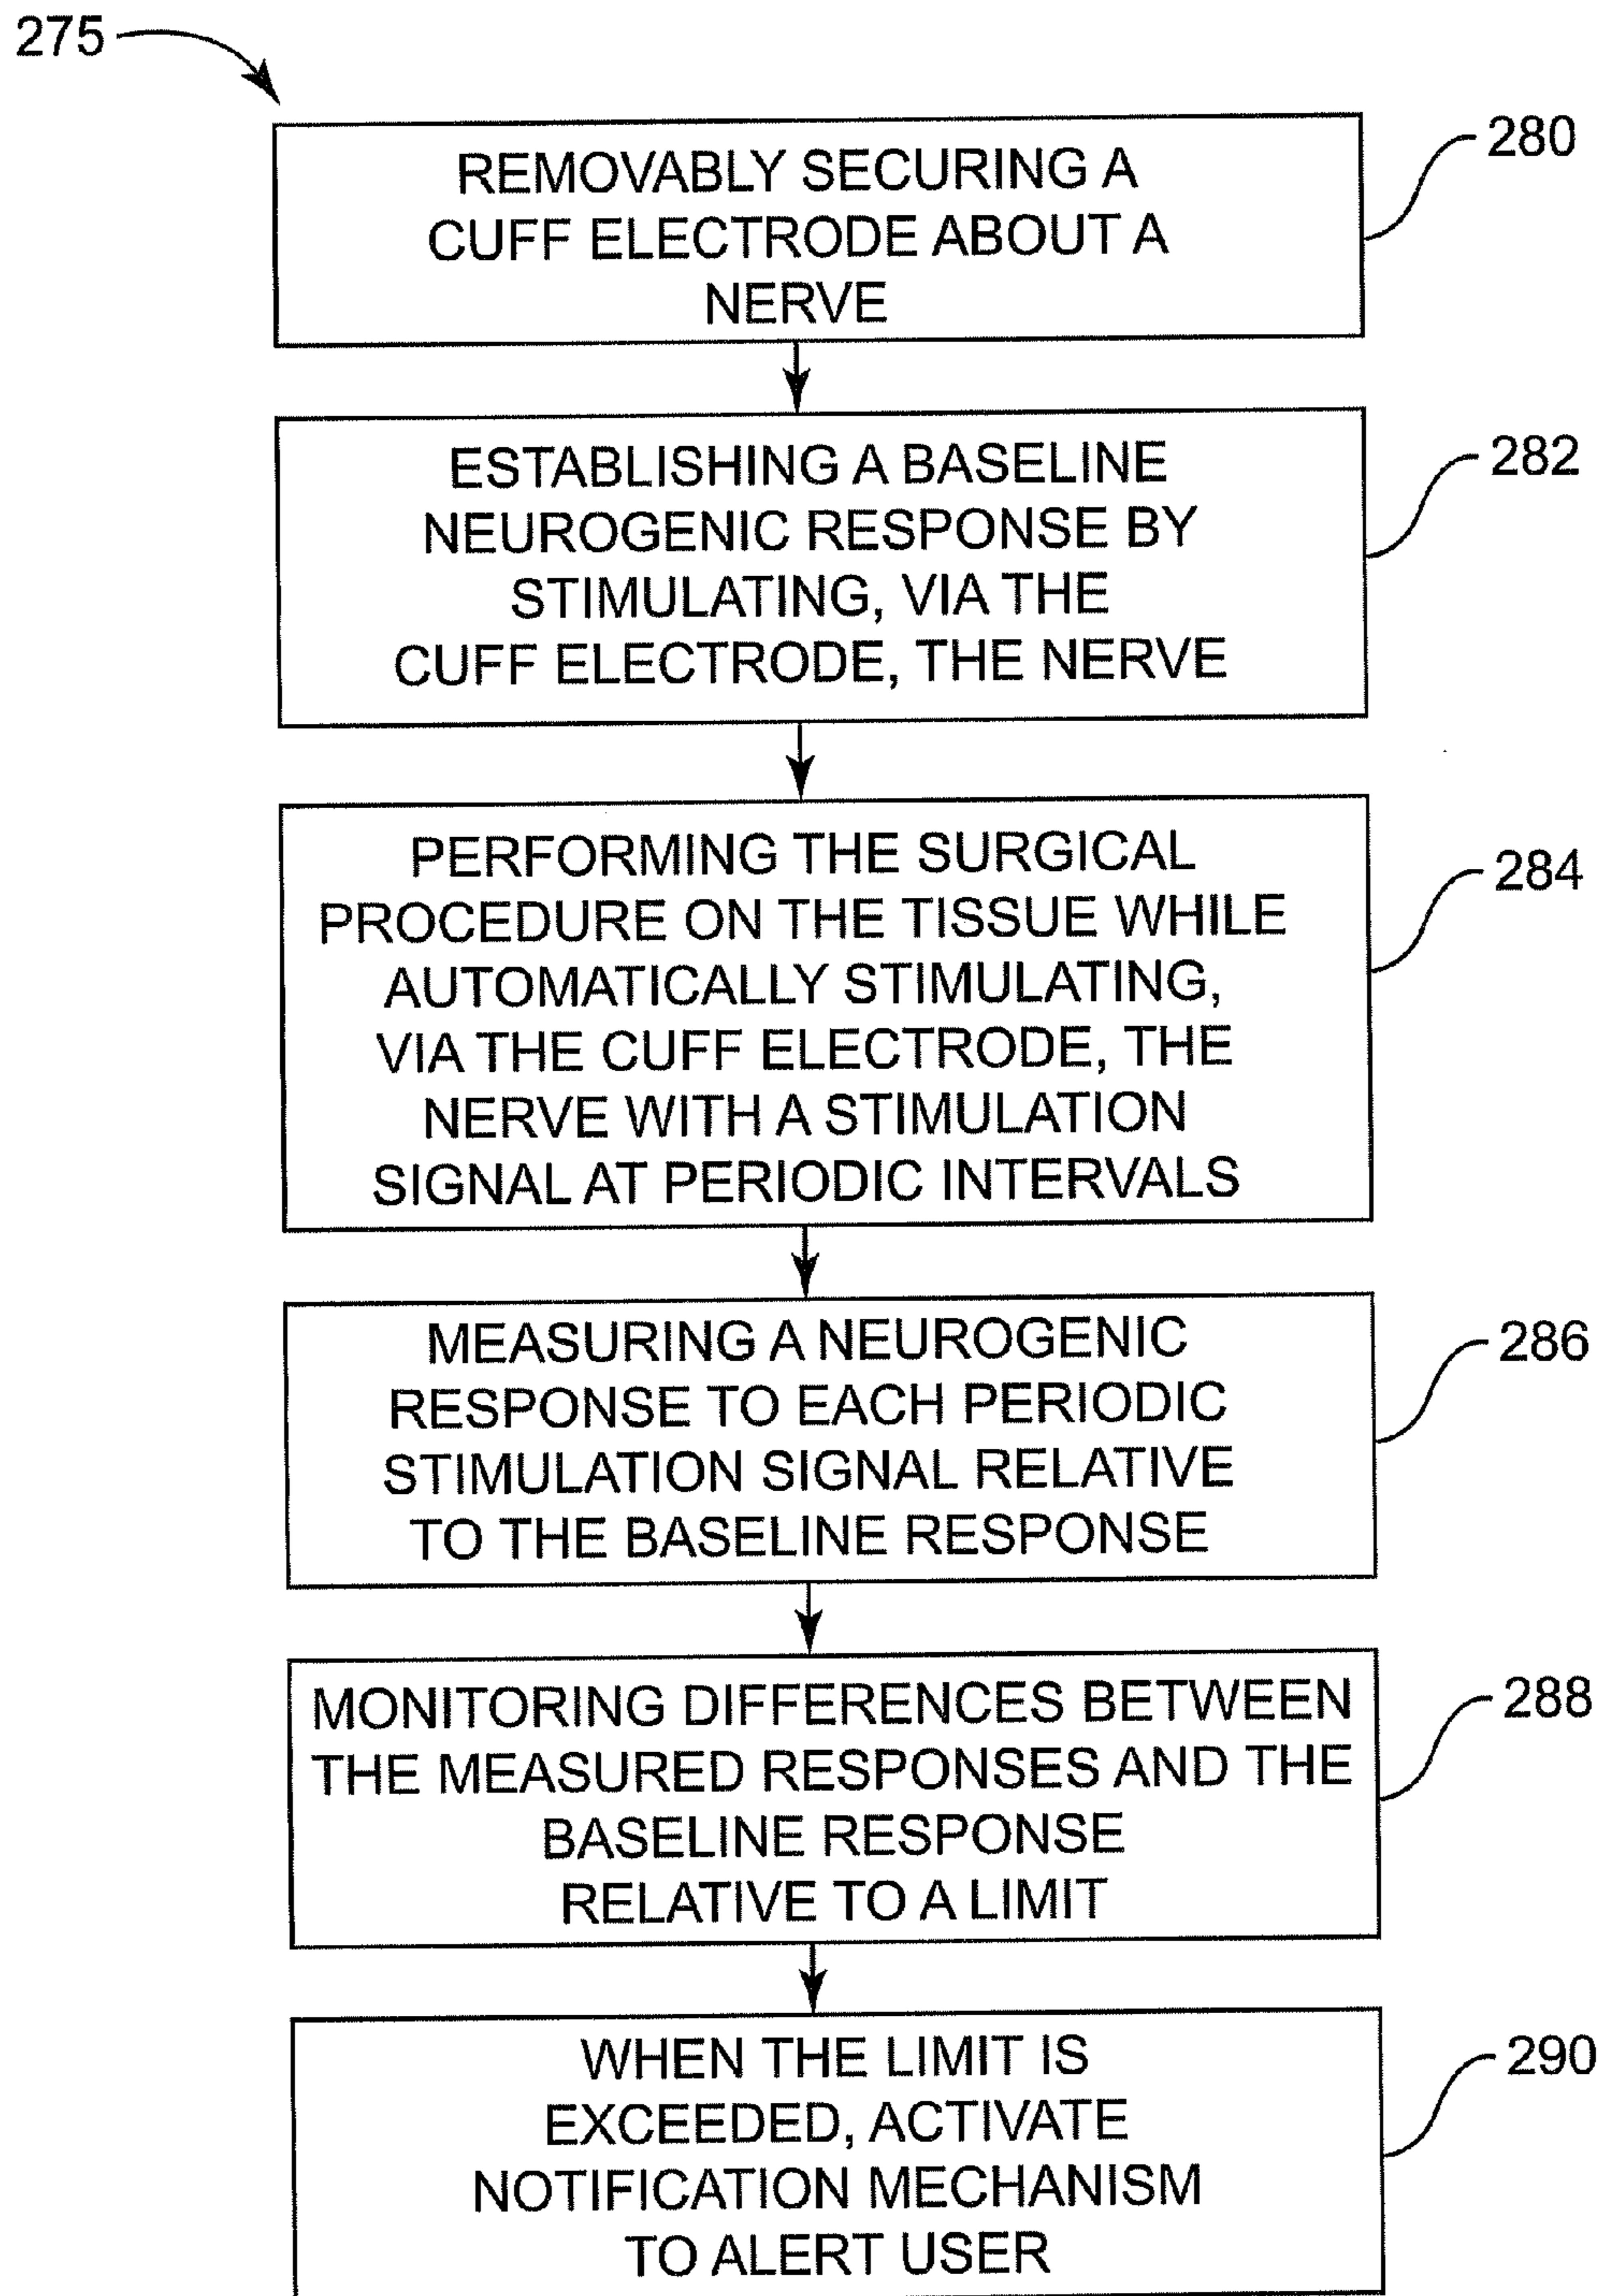 275
280
REMOVABLY SECURING A
CUFF ELECTRODE ABOUT A
NERVE
282
ESTABLISHING A BASELINE
NEUROGENIC RESPONSE BY
STIMULATING, VIA THE
CUFF ELECTRODE, THE NERVE
284
PERFORMING THE SURGICAL
PROCEDURE ON THE TISSUE WHILE
AUTOMATICALLY STIMULATING,
VIA THE CUFF ELECTRODE, THE
NERVE WITH A STIMULATION
SIGNAL AT PERIODIC INTERVALS
286
MEASURING A NEUROGENIC
RESPONSE TO EACH PERIODIC
STIMULATION SIGNAL RELATIVE
TO THE BASELINE RESPONSE
288
MONITORING DIFFERENCES BETWEEN
THE MEASURED RESPONSES AND THE
BASELINE RESPONSE
RELATIVE TO A LIMIT
290
WHEN THE LIMIT IS
EXCEEDED, ACTIVATE
NOTIFICATION MECHANISM
TO ALERT USER